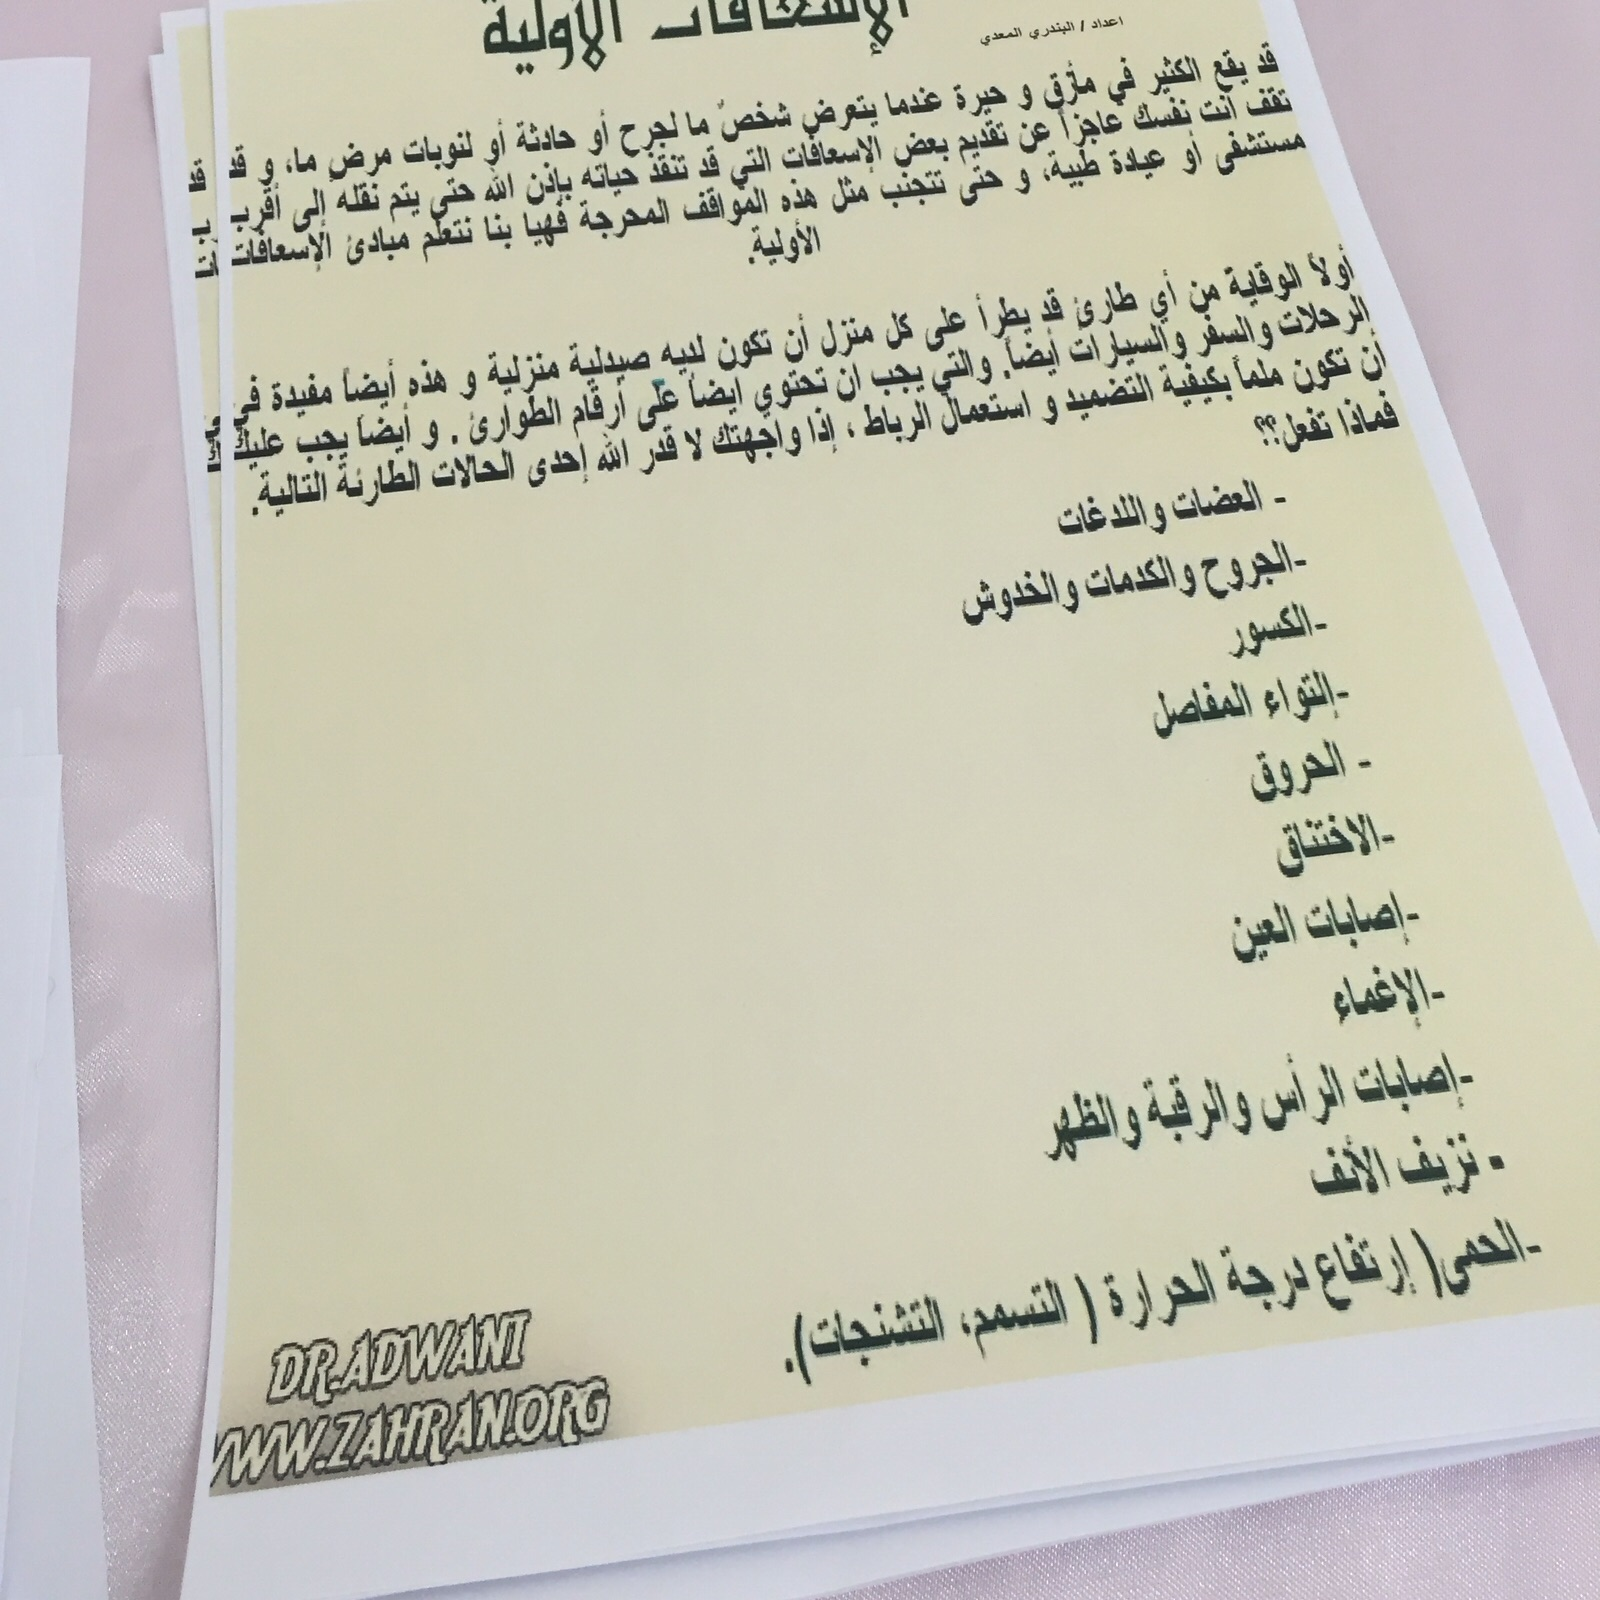 الإسعافات الأولية
اعداد / البندري المعدي
قد يقع الكثير في مأزق و حيرة عندما يتعرض شخصٌ ما لجرح أو حادثة أو لنوبات مرض ما، و قد
تقف أنت نفسك عاجزاً عن تقديم بعض الإسعافات التي قد تنقذ حياته بإذن الله حتى يتم نقله إلى أقرب
مستشفى أو عيادة طبية، و حتى تتجنب مثل هذه المواقف المحرجة فهيا بنا نتعلم مبادئ الإسعافات
الأولية.
أولاً الوقاية من أي طارئ قد يطرأ على كل منزل أن تكون لديه صيدلية منزلية و هذه أيضاً مفيدة في
الرحلات والسفر والسيارات أيضاً. والتي يجب ان تحتوي ايضا على أرقام الطوارئ . و أيضاً يجب عليك
أن تكون ملماً بكيفية التضميد و استعمال الرباط ، إذا واجهتك لا قدر الله إحدى الحالات الطارئة التالية.
فماذا تفعل؟؟
- العضات واللدغات
-الجروح والكدمات والخدوش
-الكسور
-إلتواء المفاصل
- الحروق
-الاختناق
-إصابات العين
-الإغماء
-إصابات الرأس والرقبة والظهر
- نزيف الأنف
-الحمى( إرتفاع درجة الحرارة ( التسمم، التشنجات).
DR.ADWANI
WWW.ZAHRAN.ORG